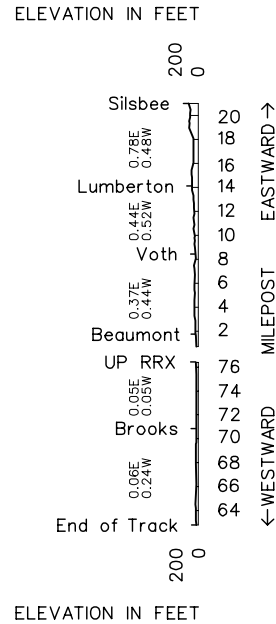 ELEVATION IN FEET
200
0
Silsbee
20
18
0.78E
0.48W
16
Lumberton
14
0.44E
0.52W
12
10
Voth
8
6
0.37E
0.44W
4
Beaumont
2
EASTWARD →
MILEPOST
← WESTWARD
UP RRX
76
74
0.05E
0.05W
72
Brooks
70
68
0.06E
0.24W
66
64
End of Track
200
0
ELEVATION IN FEET